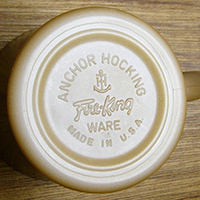 ANCHOR HOCKING
Fire-King
WARE
MADE IN U.S.A.